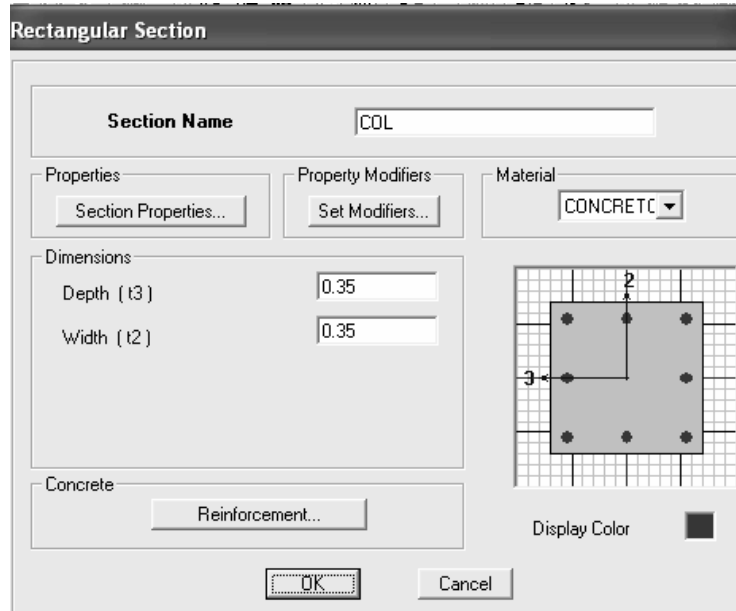 Rectangular Section
Section Name COL
Properties
Section Properties...
Property Modifiers
Set Modifiers...
Material
CONCRETO
Dimensions
Depth ( t3 ) 0.35
Width ( t2 ) 0.35
2
3
Concrete
Reinforcement...
Display Color
OK
Cancel